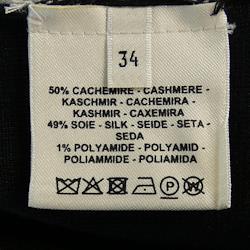 34
50% CACHEMIRE - CASHMERE -
KASCHMIR - CACHEMIRA -
KASHMIR - CAXEMIRA
49% SOIE - SILK - SEIDE - SETA -
SEDA
1% POLYAMIDE - POLYAMID -
POLIAMMIDE - POLIAMIDA
P